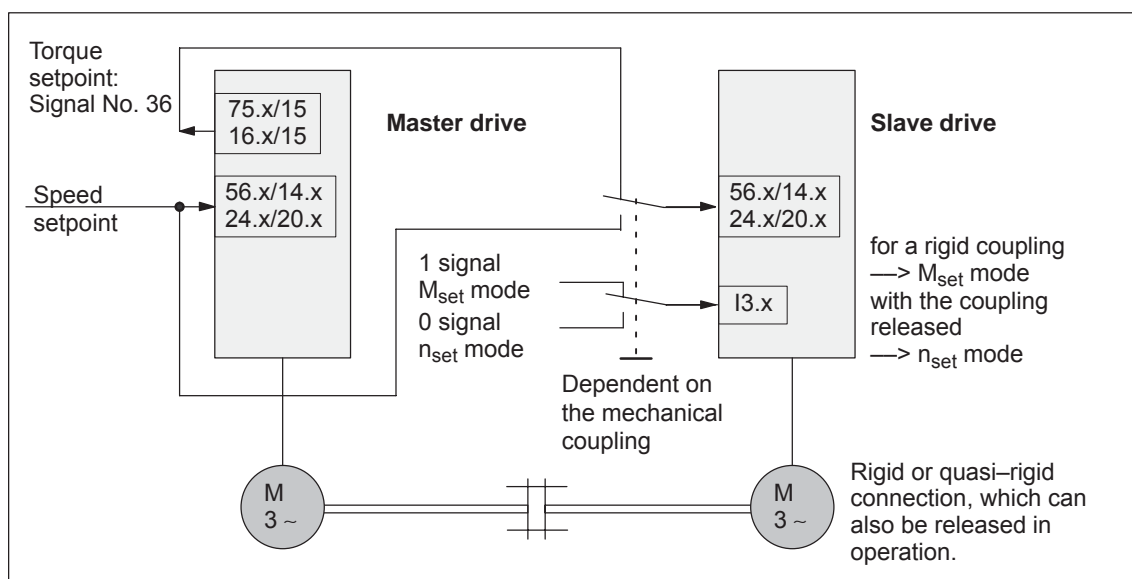 Torque
setpoint:
Signal No. 36
75.x/15
16.x/15
Master drive
Slave drive
Speed
setpoint
56.x/14.x
24.x/20.x
56.x/14.x
24.x/20.x
1 signal
Mset mode
0 signal
nset mode
I3.x
for a rigid coupling
—> Mset mode
with the coupling
released
—> nset mode
Dependent on
the mechanical
coupling
M
3 ~
M
3 ~
Rigid or quasi–rigid
connection, which can
also be released in
operation.